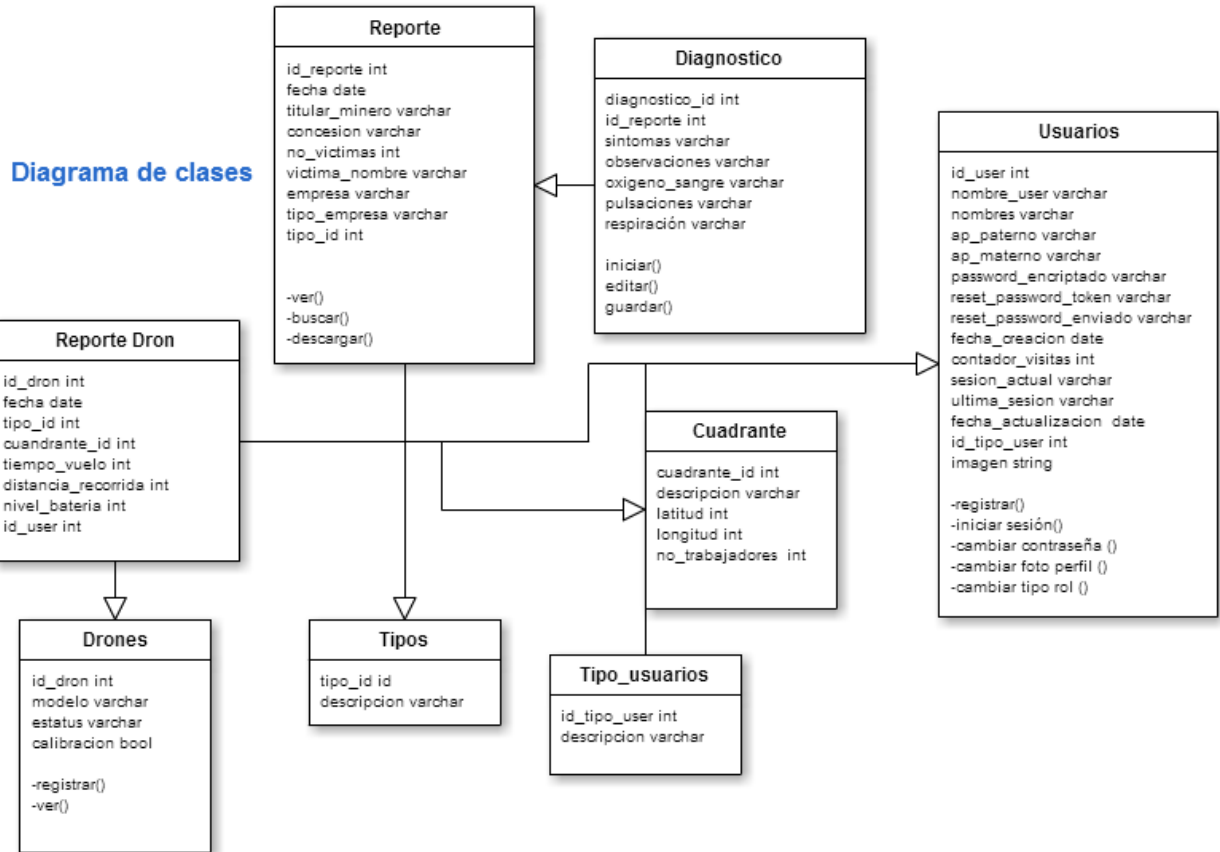 Diagrama de clases
Reporte
id_reporte int
fecha date
titular_minero varchar
concesion varchar
no_victimas int
victima_nombre varchar
empresa varchar
tipo_empresa varchar
tipo_id int
-ver()
-buscar()
-descargar()
Diagnostico
diagnostico_id int
id_reporte int
sintomas varchar
observaciones varchar
oxigeno_sangre varchar
pulsaciones varchar
respiración varchar
iniciar()
editar()
guardar()
Usuarios
id_user int
nombre_user varchar
nombres varchar
ap_paterno varchar
ap_materno varchar
password_encriptado varchar
reset_password_token varchar
reset_password_enviado varchar
fecha_creacion date
contador_visitas int
sesion_actual varchar
ultima_sesion varchar
fecha_actualizacion date
id_tipo_user int
imagen string
-registrar()
-iniciar sesión()
-cambiar contraseña ()
-cambiar foto perfil ()
-cambiar tipo rol ()
Reporte Dron
id_dron int
fecha date
tipo_id int
cuandrante_id int
tiempo_vuelo int
distancia_recorrida int
nivel_bateria int
id_user int
Cuadrante
cuadrante_id int
descripcion varchar
latitud int
longitud int
no_trabajadores int
Drones
id_dron int
modelo varchar
estatus varchar
calibracion bool
-registrar()
-ver()
Tipos
tipo_id id
descripcion varchar
Tipo_usuarios
id_tipo_user int
descripcion varchar